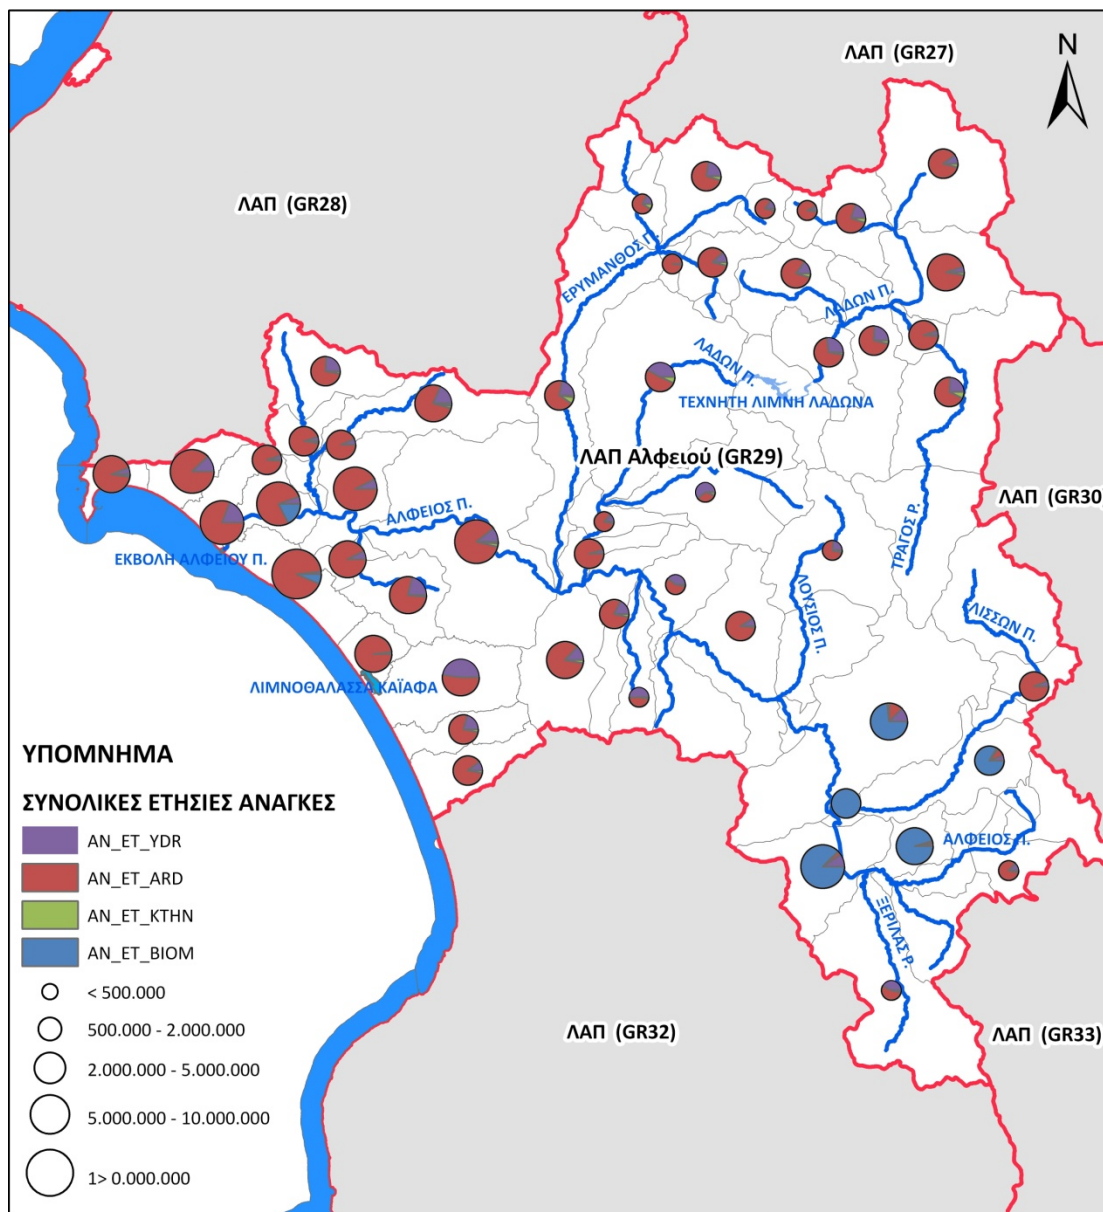 ΛΑΠ (GR27)
N
ΛΑΠ (GR28)
ΕΡΥΜΑΝΘΟΣ Π.
ΛΑΔΩΝ Π.
ΛΑΔΩΝ Π.
ΤΕΧΝΗΤΗ ΛΙΜΝΗ ΛΑΔΩΝΑ
ΛΑΠ Αλφειού (GR29)
ΛΑΠ (GR30)
ΑΛΦΕΙΟΣ Π.
ΤΡΑΓΟΣ Ρ.
ΕΚΒΟΛΗ ΑΛΦΕΙΟΥ Π.
ΛΟΥΣΙΟΣ Π.
ΛΙΣΣΩΝ Π.
ΛΙΜΝΟΘΑΛΑΣΣΑ ΚΑΪΑΦΑ
ΑΛΦΕΙΟΣ Π.
ΞΕΡΙΛΑΣ Ρ.
ΛΑΠ (GR32)
ΛΑΠ (GR33)
ΥΠΟΜΝΗΜΑ
ΣΥΝΟΛΙΚΕΣ ΕΤΗΣΙΕΣ ΑΝΑΓΚΕΣ
AN_ET_YDR
AN_ET_ARD
AN_ET_KTHN
AN_ET_BIOM
< 500.000
500.000 - 2.000.000
2.000.000 - 5.000.000
5.000.000 - 10.000.000
1> 0.000.000